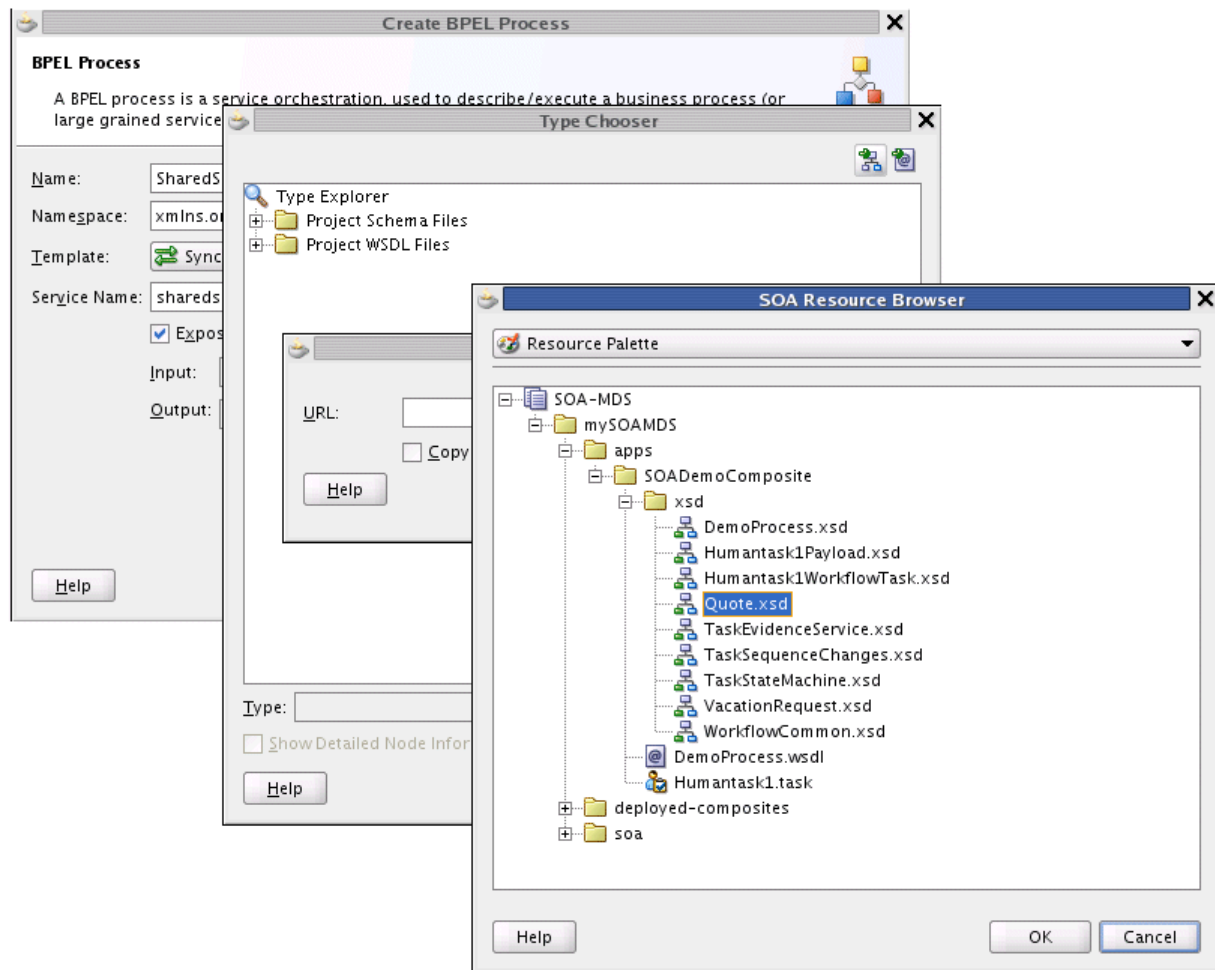 Create BPEL Process
BPEL Process
A BPEL process is a service orchestration, used to describe/execute a business process (or
large grained service
Name: SharedS
Namespace: xmlns.or
Template: Sync
Service Name: shareds
Expos
Input:
Output:
Help
Type Chooser
Type Explorer
Project Schema Files
Project WSDL Files
URL:
Copy
Help
Type:
Show Detailed Node Infor
Help
SOA Resource Browser
Resource Palette
SOA-MDS
mySOAMDS
apps
SOADemoComposite
xsd
DemoProcess.xsd
Humantask1Payload.xsd
Humantask1WorkflowTask.xsd
Quote.xsd
TaskEvidenceService.xsd
TaskSequenceChanges.xsd
TaskStateMachine.xsd
VacationRequest.xsd
WorkflowCommon.xsd
DemoProcess.wsdl
Humantask1.task
deployed-composites
soa
Help OK Cancel